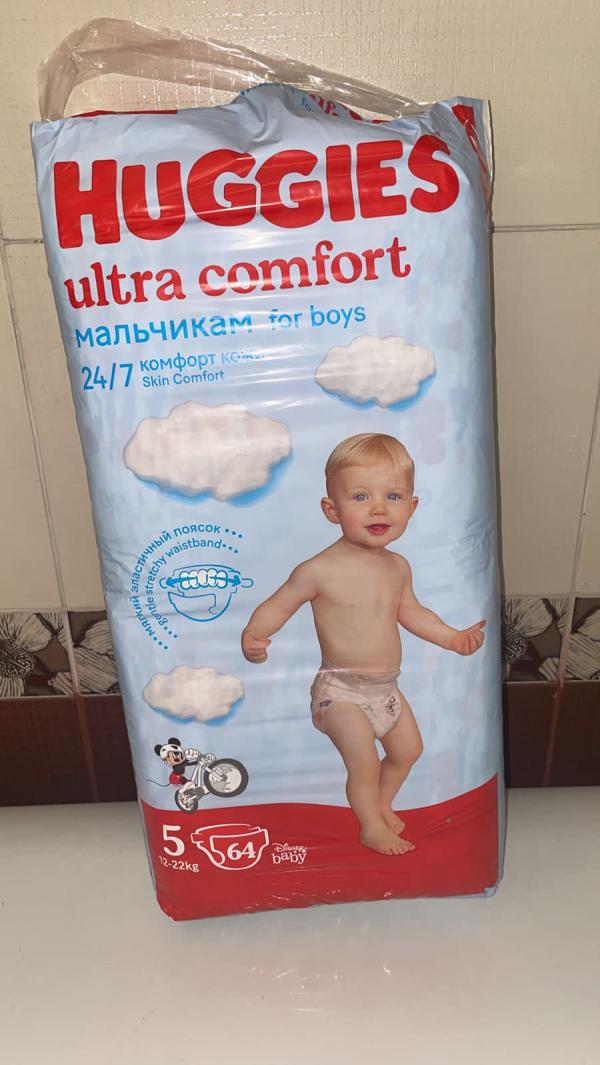 HUGGIES
ultra comfort
мальчикам for boys
24/7 комфорт кожи
Skin Comfort
мягкий эластичный поясок
gentle stretchy waistband
5 64
12-22kg
Disney
baby